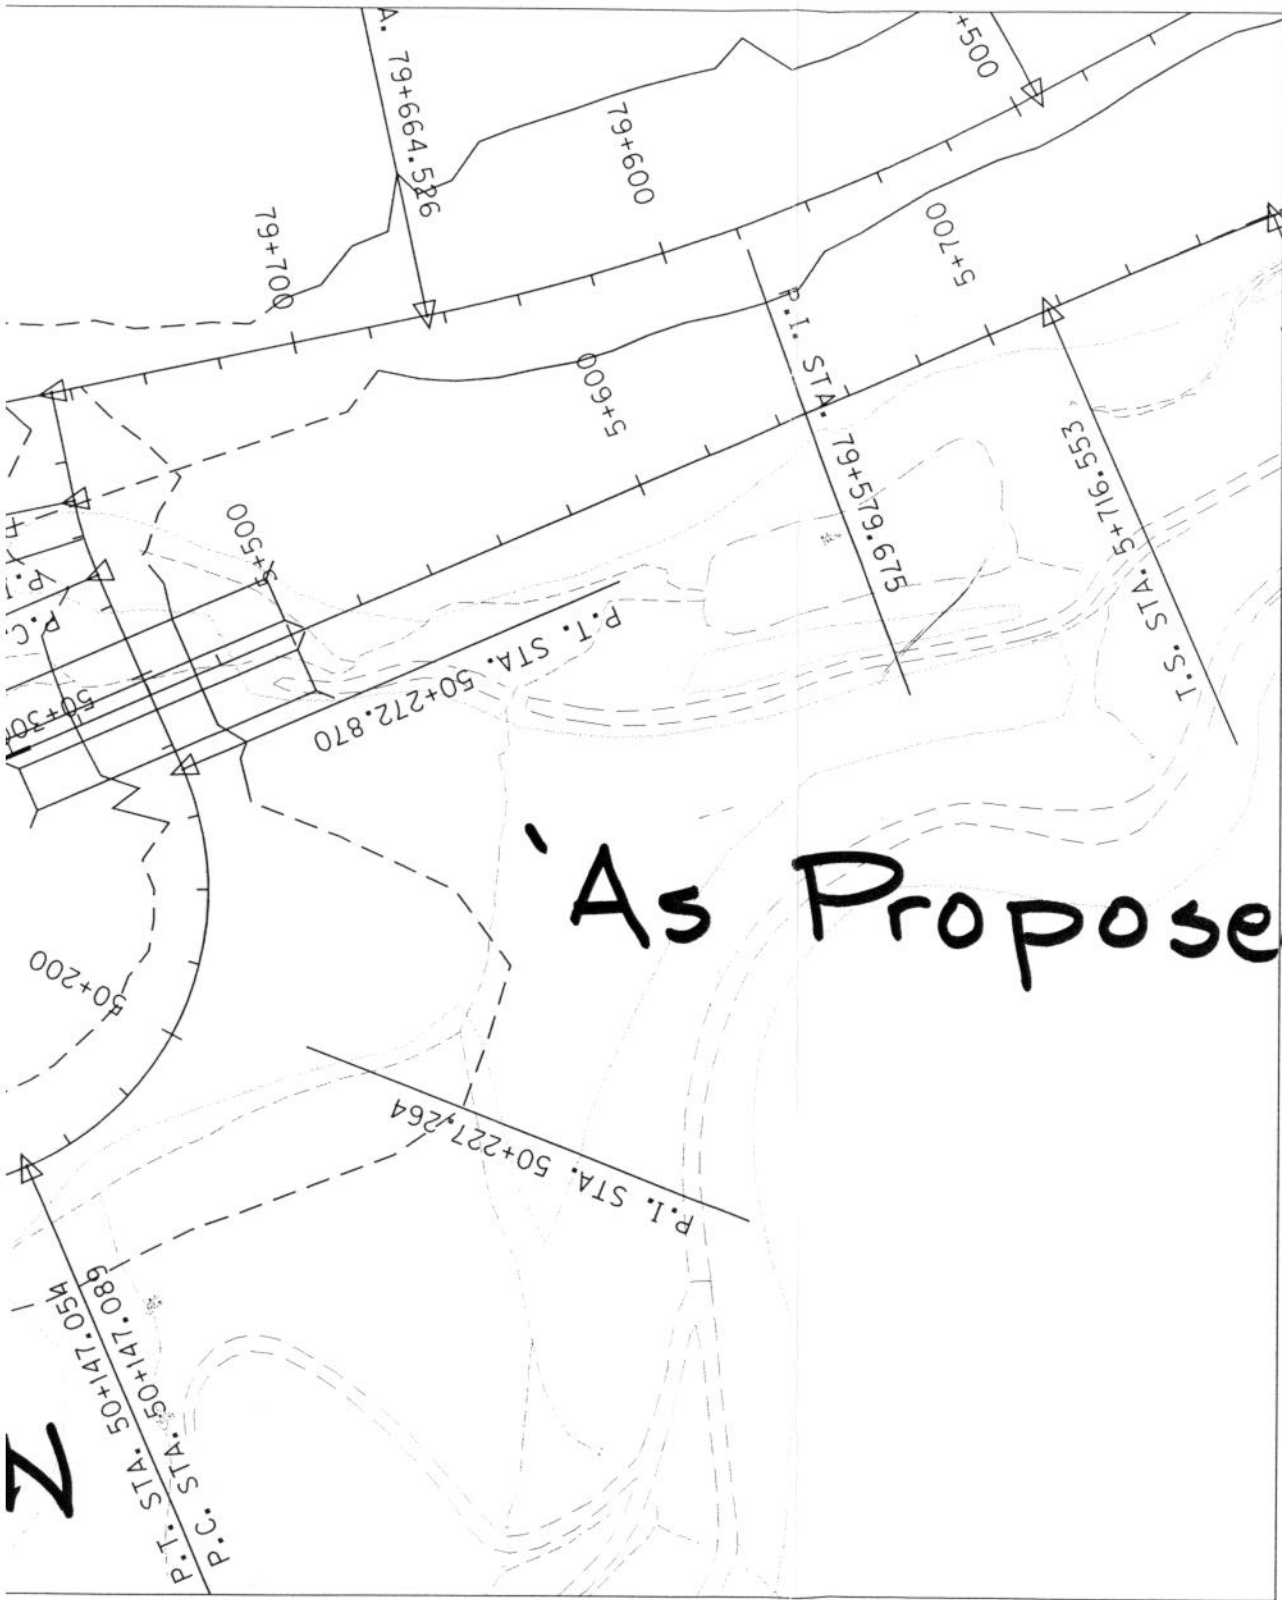 A. 79+664.526
79+600
+500
79+700
5+700
5+600
P.I. STA. 79+579.675
T.S. STA. 5+716.553
5+500
P.T. STA. 50+272.870
P.C.
50+30
'As Propose
50+200
P.I. STA. 50+227.264
P.T. STA. 50+147.054
P.C. STA. 50+147.089
N